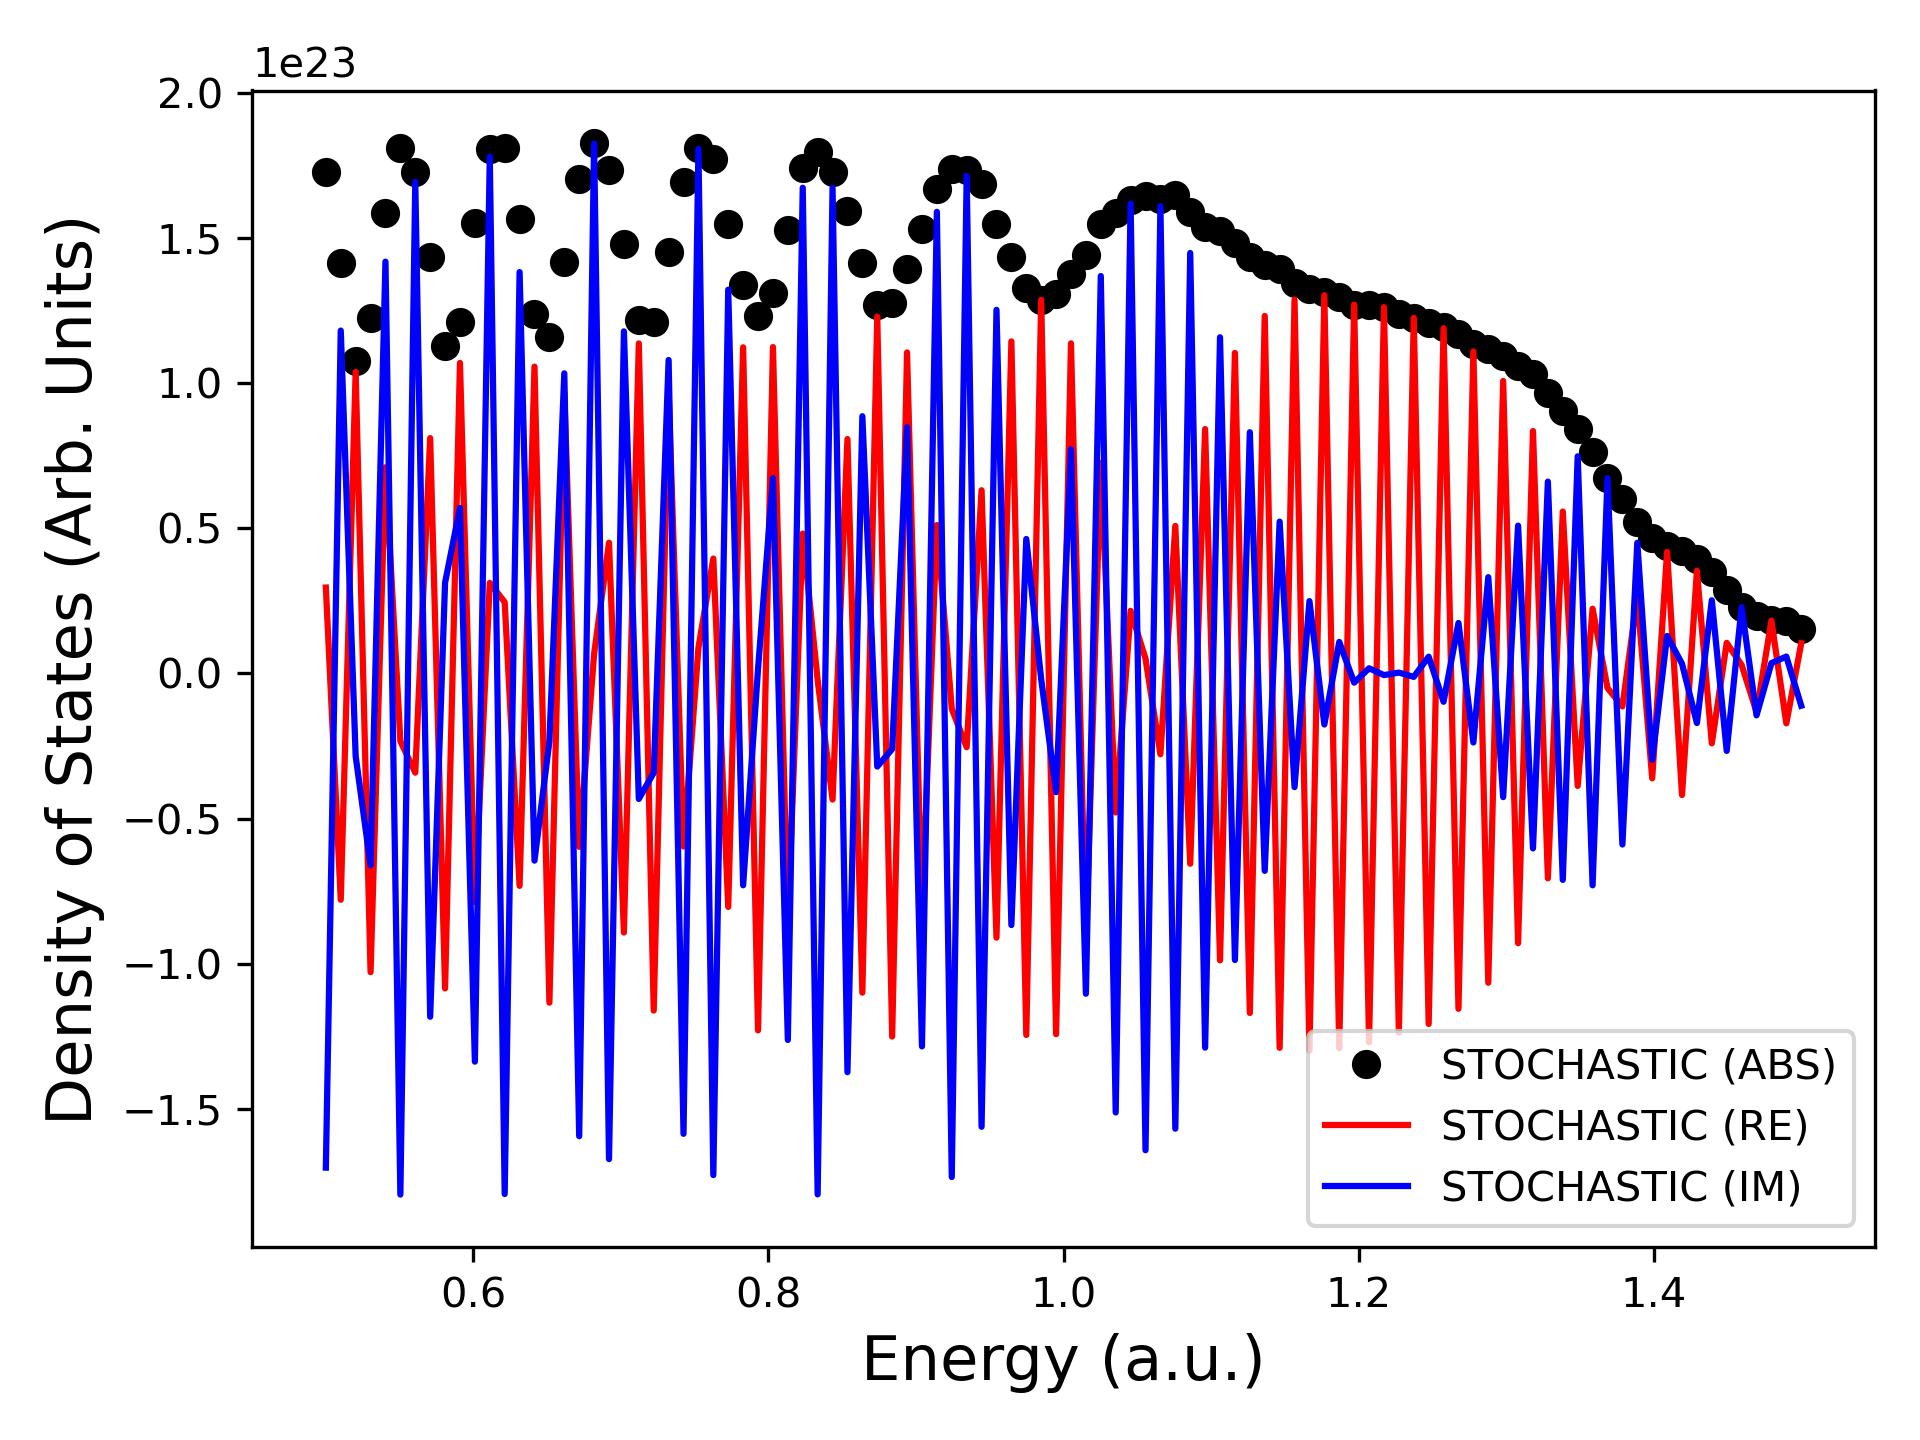 1e23
2.0
1.5
1.0
0.5
0.0
−0.5
−1.0
−1.5
Density of States (Arb. Units)
STOCHASTIC (ABS)
STOCHASTIC (RE)
STOCHASTIC (IM)
0.6 0.8 1.0 1.2 1.4
Energy (a.u.)